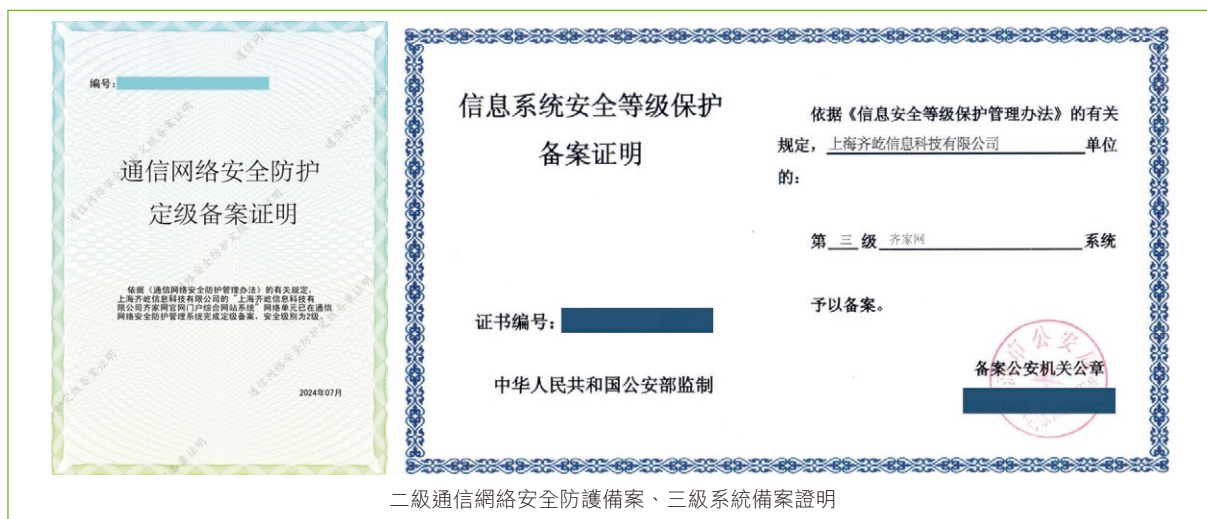 编号:
通信网络安全防护
定级备案证明
依据《通信网络安全防护管理办法》的有关规定,
上海齐屹信息科技有限公司的“上海齐屹信息科技有
限公司齐家网官网门户综合网站系统”网络单元已在通信
网络安全防护管理系统完成定级备案,安全级别为2级。
2024年07月
信息系统安全等级保护
备案证明
证书编号:
中华人民共和国公安部监制
依据《信息安全等级保护管理办法》的有关
规定,上海齐屹信息科技有限公司单位
的:
第三级齐家网系统
予以备案。
备案公安机关公章
二級通信網絡安全防護備案、三級系統備案證明